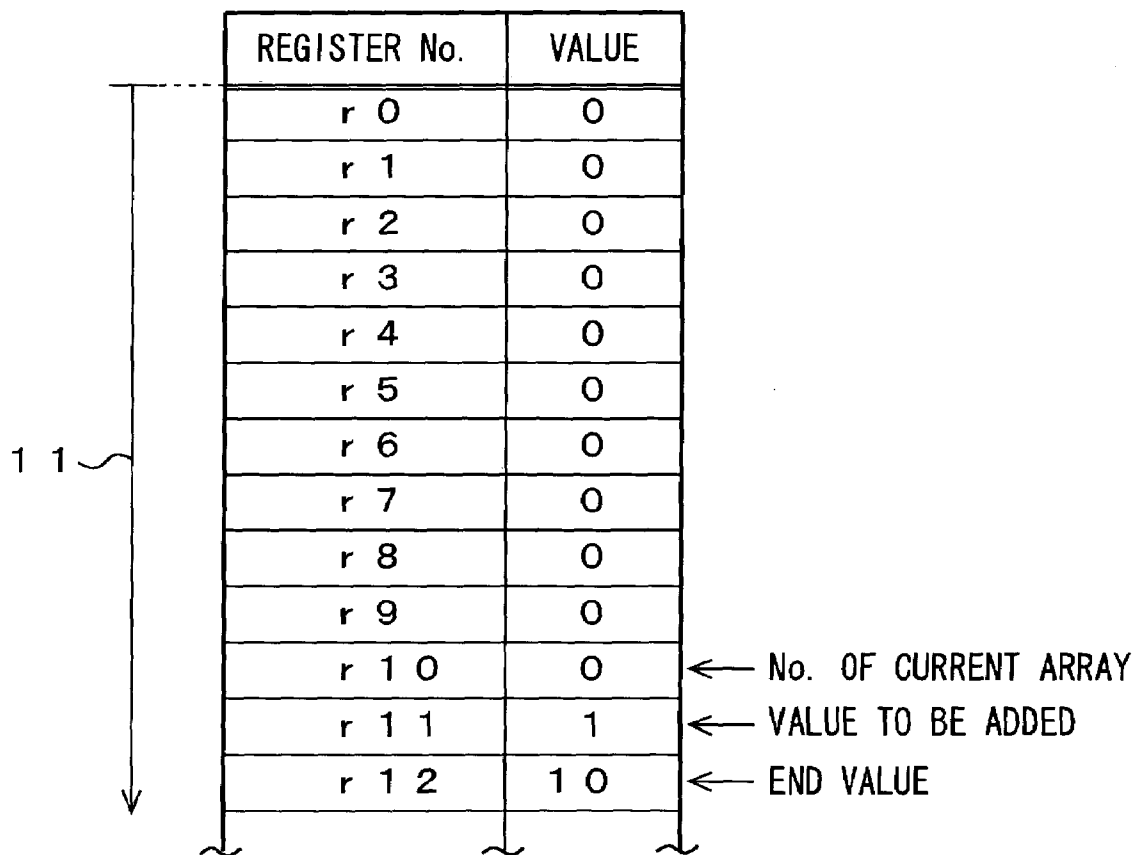 REGISTER No. VALUE
r 0 0
r 1 0
r 2 0
r 3 0
r 4 0
r 5 0
r 6 0
1 1
r 7 0
r 8 0
r 9 0
r 1 0 0 No. OF CURRENT ARRAY
r 1 1 1 VALUE TO BE ADDED
r 1 2 1 0 END VALUE